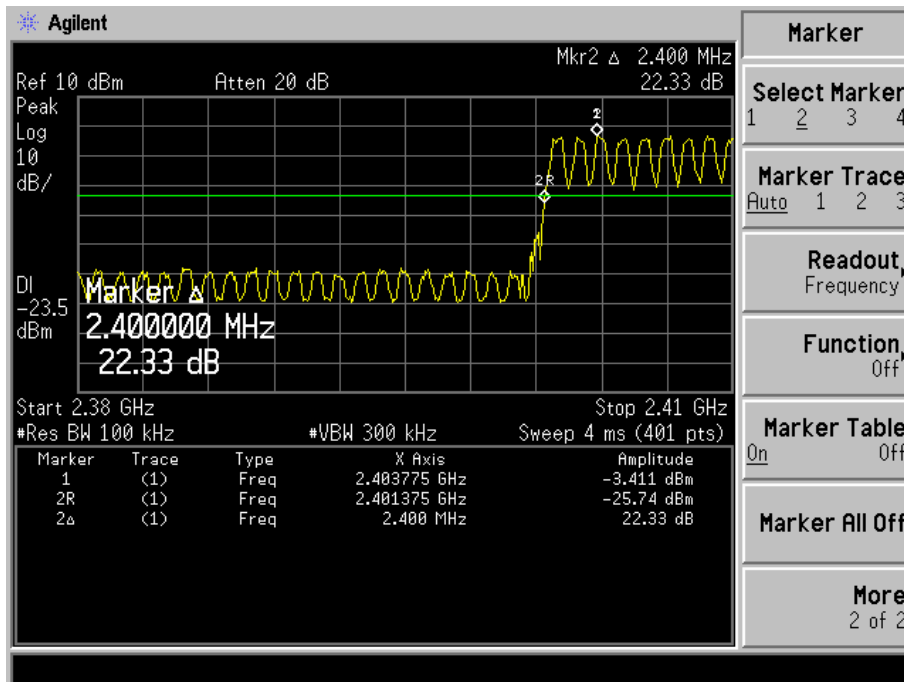 Agilent
Marker
Mkr2 Δ 2.400 MHz
Ref 10 dBm Atten 20 dB 22.33 dB
Peak
Log
10
dB/
1
2R
DI
-23.5
dBm
Marker Δ
2.400000 MHz
22.33 dB
Start 2.38 GHz Stop 2.41 GHz
#Res BW 100 kHz #VBW 300 kHz Sweep 4 ms (401 pts)
Marker Trace Type X Axis Amplitude
1 (1) Freq 2.403775 GHz -3.411 dBm
2R (1) Freq 2.401375 GHz -25.74 dBm
2Δ (1) Freq 2.400 MHz 22.33 dB
Select Marker
1 2 3 4
Marker Trace
Auto 1 2 3
Readout
Frequency
Function
Off
Marker Table
On Off
Marker All Off
More
2 of 2